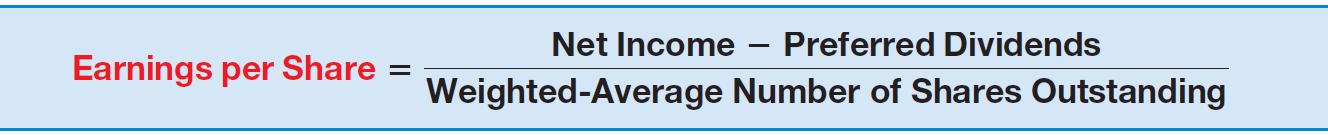 Net Income – Preferred Dividends
Earnings per Share =
Weighted-Average Number of Shares Outstanding